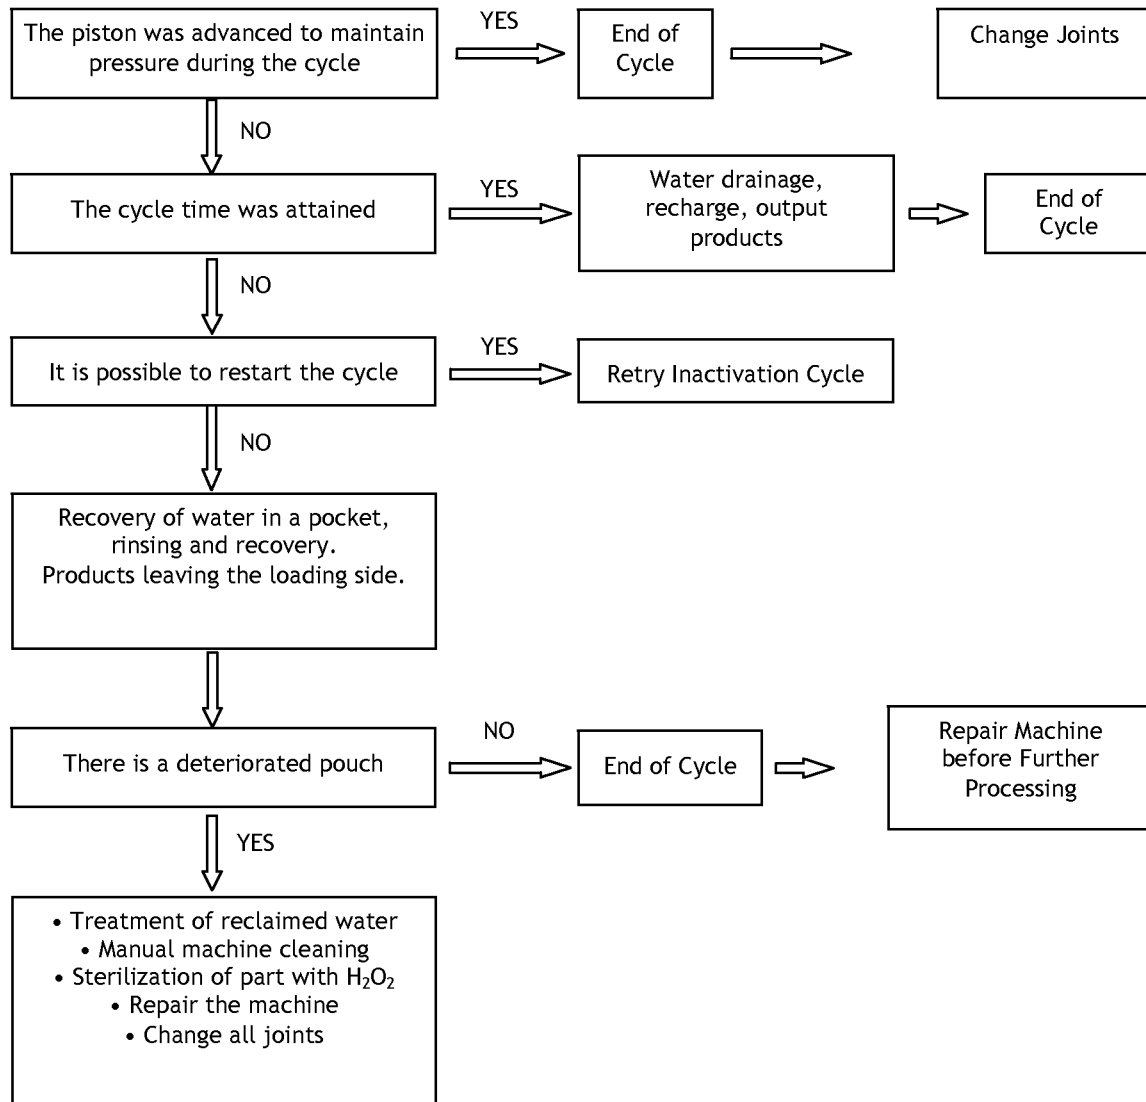 The piston was advanced to maintain
pressure during the cycle
YES
End of
Cycle
Change Joints
NO
The cycle time was attained
YES
Water drainage,
recharge, output
products
End of
Cycle
NO
It is possible to restart the cycle
YES
Retry Inactivation Cycle
NO
Recovery of water in a pocket,
rinsing and recovery.
Products leaving the loading side.
There is a deteriorated pouch
NO
End of Cycle
Repair Machine
before Further
Processing
YES
• Treatment of reclaimed water
• Manual machine cleaning
• Sterilization of part with H₂O₂
• Repair the machine
• Change all joints